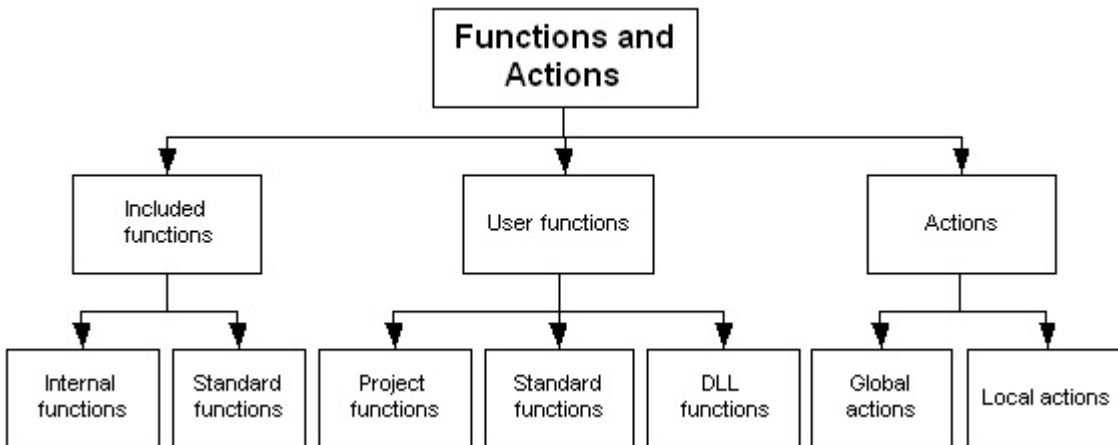 Functions and
Actions
Included
functions
User functions
Actions
Internal
functions
Standard
functions
Project
functions
Standard
functions
DLL
functions
Global
actions
Local actions